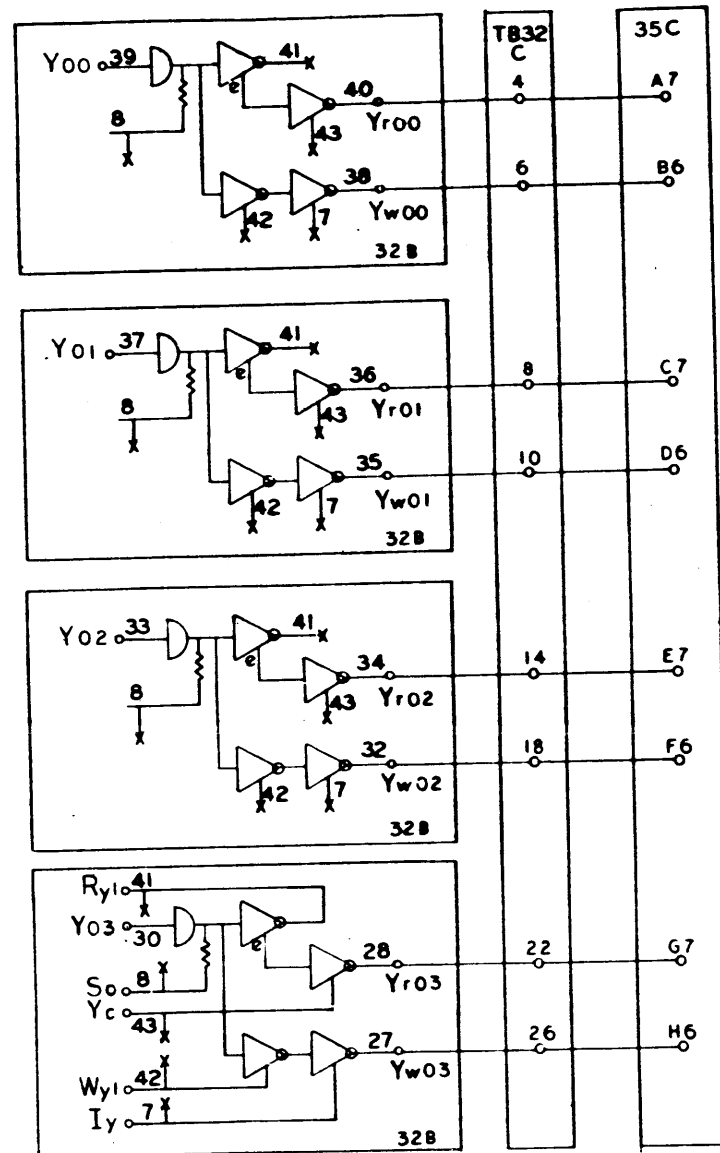 TB32
C
35C
Y00 39
41
e
8
40
Yr00
43
4
A7
38
Yw00
42
7
6
B6
32B
Y01 37
41
e
8
36
Yr01
43
8
C7
35
Yw01
42
7
10
D6
32B
Y02 33
41
e
8
34
Yr02
43
14
E7
32
Yw02
42
7
18
F6
32B
Ry1 41
Y03 30
e
So 8
Yc 43
28
Yr03
22
G7
27
Yw03
26
H6
Wy1 42
Iy 7
32B